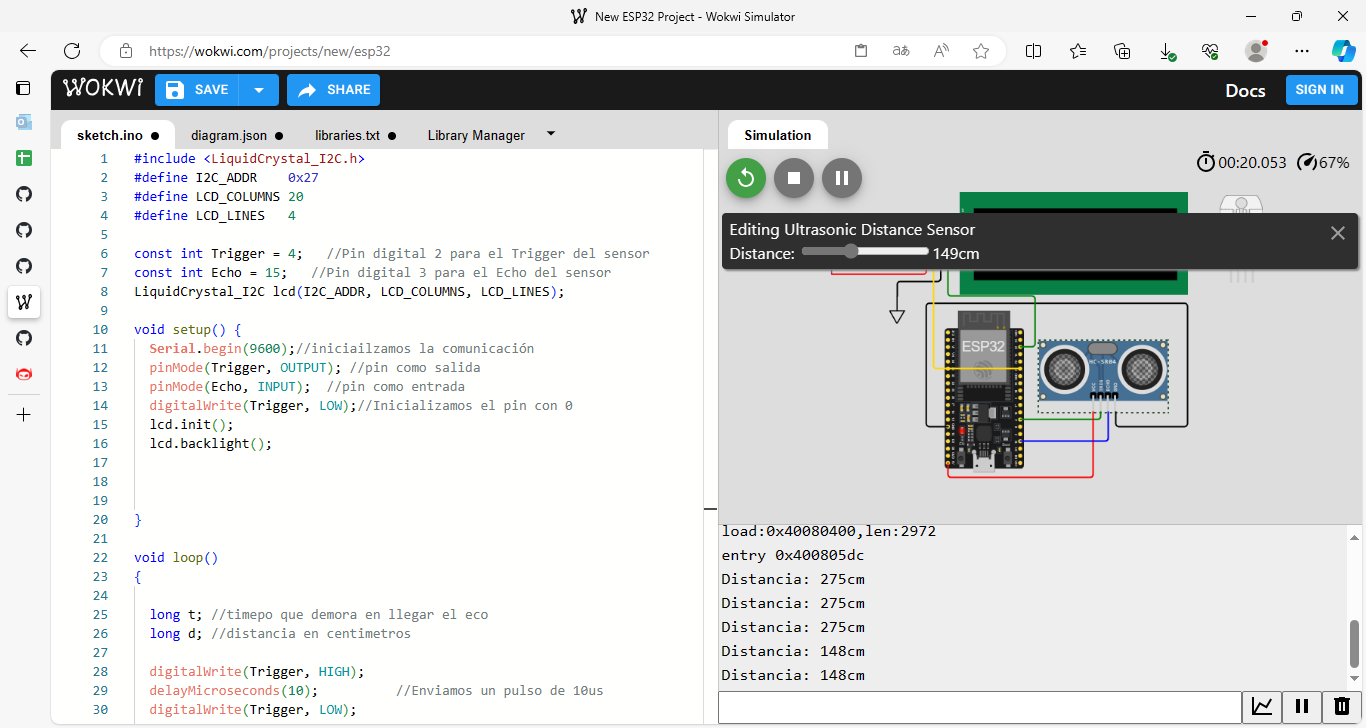 New ESP32 Project - Wokwi Simulator
https://wokwi.com/projects/new/esp32
WOKWI
SAVE
SHARE
Docs
SIGN IN
sketch.ino
diagram.json
libraries.txt
Library Manager
Simulation
1 #include <LiquidCrystal_I2C.h>
2 #define I2C_ADDR    0x27
3 #define LCD_COLUMNS 20
4 #define LCD_LINES   4
5
6 const int Trigger = 4;   //Pin digital 2 para el Trigger del sensor
7 const int Echo = 15;   //Pin digital 3 para el Echo del sensor
8 LiquidCrystal_I2C lcd(I2C_ADDR, LCD_COLUMNS, LCD_LINES);
9
10 void setup() {
11   Serial.begin(9600);//iniciailzamos la comunicación
12   pinMode(Trigger, OUTPUT); //pin como salida
13   pinMode(Echo, INPUT);  //pin como entrada
14   digitalWrite(Trigger, LOW);//Inicializamos el pin con 0
15   lcd.init();
16   lcd.backlight();
17
18
19
20 }
21
22 void loop()
23 {
24
25   long t; //timepo que demora en llegar el eco
26   long d; //distancia en centimetros
27
28   digitalWrite(Trigger, HIGH);
29   delayMicroseconds(10);          //Enviamos un pulso de 10us
30   digitalWrite(Trigger, LOW);
00:20.053
67%
Editing Ultrasonic Distance Sensor
Distance:
149cm
ESP32
HC-SR04
load:0x40080400,len:2972
entry 0x400805dc
Distancia: 275cm
Distancia: 275cm
Distancia: 275cm
Distancia: 148cm
Distancia: 148cm